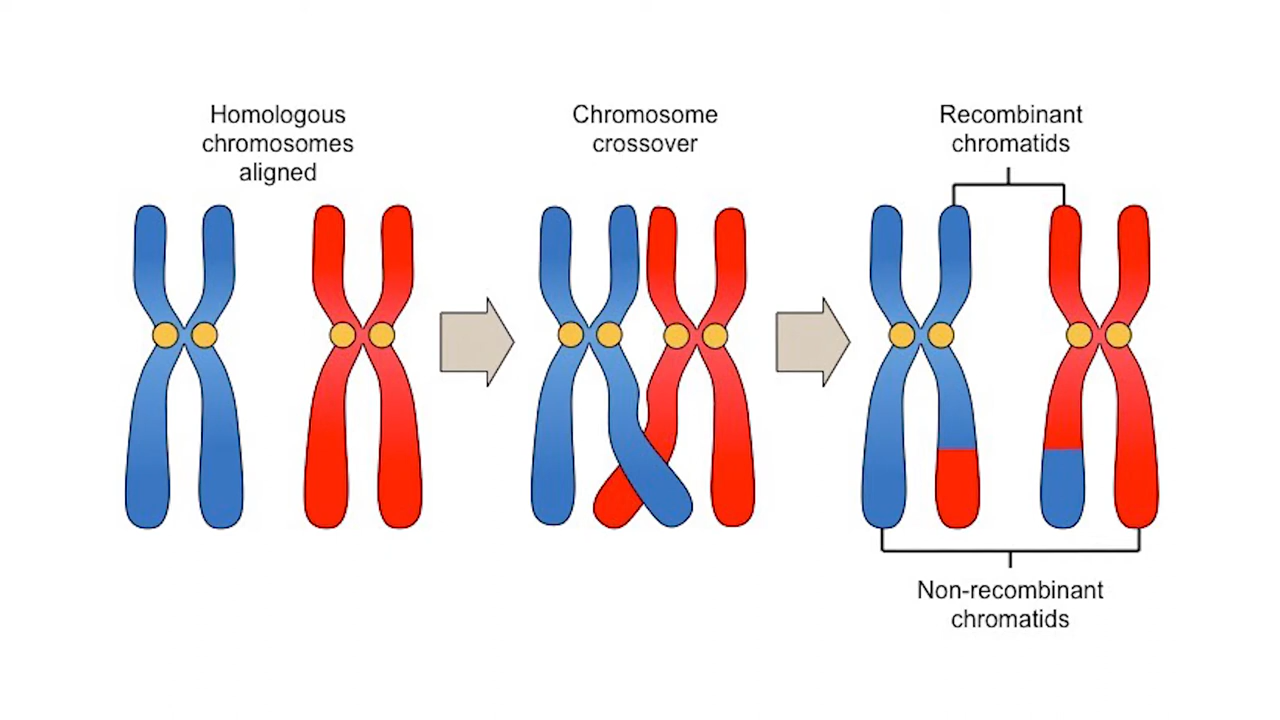 Homologous
chromosomes
aligned
Chromosome
crossover
Recombinant
chromatids
Non-recombinant
chromatids